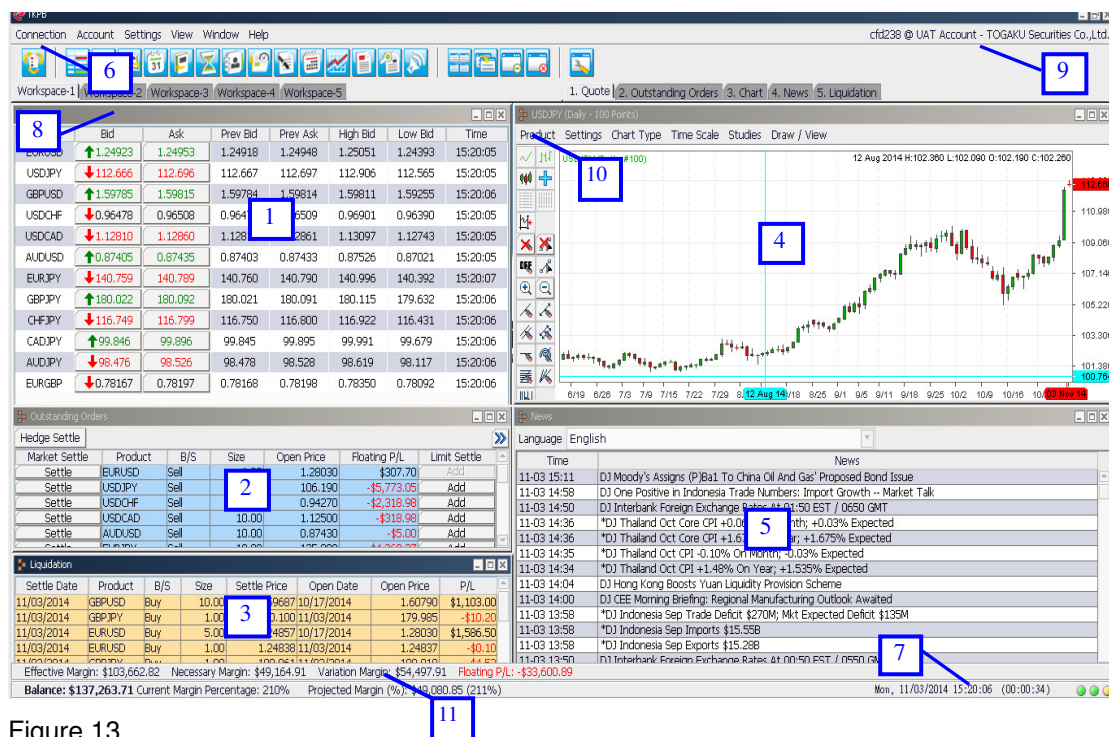 TKPB
Connection Account Settings View Window Help
cfd238 @ UAT Account - TOGAKU Securities Co.,Ltd.
6
9
Workspace-1 Workspace-2 Workspace-3 Workspace-4 Workspace-5
1. Quote 2. Outstanding Orders 3. Chart 4. News 5. Liquidation
8
Bid Ask Prev Bid Prev Ask High Bid Low Bid Time
EURUSD 1.24923 1.24953 1.24918 1.24948 1.25051 1.24393 15:20:05
USDJPY 112.666 112.696 112.667 112.697 112.906 112.565 15:20:05
GBPUSD 1.59785 1.59815 1.59784 1.59814 1.59811 1.59255 15:20:06
USDCHF 0.96478 0.96508 0.96901 0.96390 15:20:05
USDCAD 1.12810 1.12860 1.13097 1.12743 15:20:05
AUDUSD 0.87405 0.87435 0.87403 0.87433 0.87526 0.87021 15:20:05
EURJPY 140.759 140.789 140.760 140.790 140.996 140.392 15:20:07
GBPJPY 180.022 180.092 180.021 180.091 180.115 179.632 15:20:06
CHFJPY 116.749 116.799 116.750 116.800 116.922 116.431 15:20:06
CADJPY 99.846 99.896 99.845 99.895 99.991 99.679 15:20:06
AUDJPY 98.476 98.526 98.478 98.528 98.619 98.117 15:20:06
EURGBP 0.78167 0.78197 0.78168 0.78198 0.78350 0.78092 15:20:06
1
USDJPY (Daily - 100 Points)
Product Settings Chart Type Time Scale Studies Draw / View
12 Aug 2014 H:102.360 L:102.090 O:102.190 C:102.260
10
4
110.980
109.060
107.140
105.220
103.300
101.380
100.764
6/19 6/26 7/3 7/9 7/15 7/22 7/29 12 Aug 14 8/25 9/1 9/5 9/11 9/18 9/25 10/2 10/9 10/16 03 Nov 14
Outstanding Orders
Hedge Settle
Market Settle Product B/S Size Open Price Floating P/L Limit Settle
Settle EURUSD Sell 1.28030 $307.70 Add
Settle USDJPY Sell 106.190 -$5,773.05 Add
Settle USDCHF Sell 0.94270 -$2,318.98 Add
Settle USDCAD Sell 10.00 1.12500 -$318.98 Add
Settle AUDUSD Sell 10.00 0.87430 -$5.00 Add
2
Liquidation
Settle Date Product B/S Size Settle Price Open Date Open Price P/L
11/03/2014 GBPUSD Buy 10.00 10/17/2014 1.60790 $1,103.00
11/03/2014 GBPJPY Buy 1.00 11/03/2014 179.985 -$10.20
11/03/2014 EURUSD Buy 5.00 10/17/2014 1.28030 $1,586.50
11/03/2014 EURUSD Buy 1.00 1.24838 11/03/2014 1.24837 -$0.10
3
News
Language English
Time News
11-03 15:11 DJ Moody's Assigns (P)Ba1 To China Oil And Gas' Proposed Bond Issue
11-03 14:58 DJ One Positive in Indonesia Trade Numbers: Import Growth -- Market Talk
11-03 14:50 DJ Interbank Foreign Exchange Rates At 01:50 EST / 0650 GMT
11-03 14:36 *DJ Thailand Oct Core CPI Month; +0.03% Expected
11-03 14:36 *DJ Thailand Oct Core CPI Year; +1.675% Expected
11-03 14:35 *DJ Thailand Oct CPI -0.10% On Month; -0.03% Expected
11-03 14:34 *DJ Thailand Oct CPI +1.48% On Year; +1.535% Expected
11-03 14:04 DJ Hong Kong Boosts Yuan Liquidity Provision Scheme
11-03 14:00 DJ CEE Morning Briefing: Regional Manufacturing Outlook Awaited
11-03 13:58 *DJ Indonesia Sep Trade Deficit $270M; Mkt Expected Deficit $135M
11-03 13:58 *DJ Indonesia Sep Imports $15.55B
11-03 13:58 *DJ Indonesia Sep Exports $15.28B
11-03 13:50 DJ Interbank Foreign Exchange Rates At 00:50 EST / 0550 GMT
5
7
Effective Margin: $103,662.82 Necessary Margin: $49,164.91 Variation Margin: $54,497.91 Floating P/L: -$33,600.89
Balance: $137,263.71 Current Margin Percentage: 210% Projected Margin (%): $49,080.85 (211%)
Mon, 11/03/2014 15:20:06 (00:00:34)
11
Figure 13